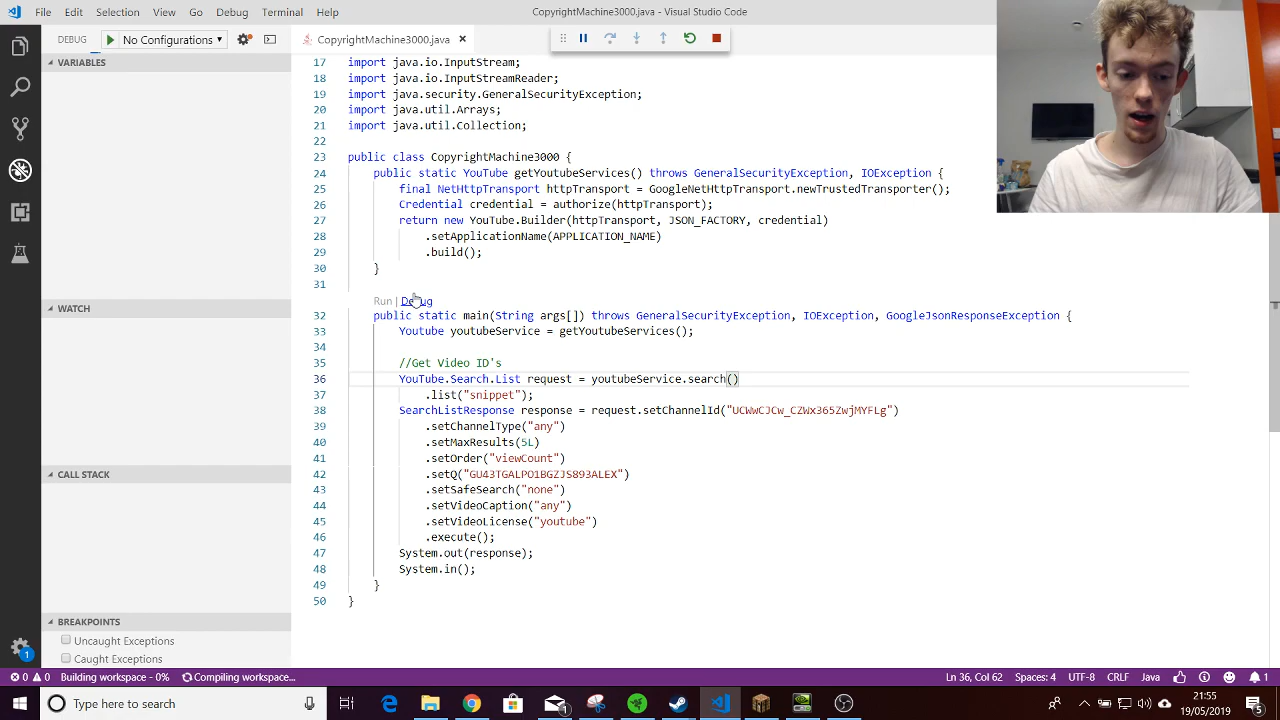 File Edit Selection View Go Debug Terminal Help CopyrightMachine3000.java - Visual Studio Code
DEBUG No Configurations CopyrightMachine3000.java
VARIABLES
WATCH
CALL STACK
BREAKPOINTS
Uncaught Exceptions
Caught Exceptions
17 import java.io.InputStream;
18 import java.io.InputStreamReader;
19 import java.security.GeneralSecurityException;
20 import java.util.Arrays;
21 import java.util.Collection;
22
23 public class CopyrightMachine3000 {
24 public static YouTube getYoutubeServices() throws GeneralSecurityException, IOException {
25 final NetHttpTransport httpTransport = GoogleNetHttpTransport.newTrustedTransporter();
26 Credential credential = authorize(httpTransport);
27 return new YouTube.Builder(httpTransport, JSON_FACTORY, credential)
28 .setApplicationName(APPLICATION_NAME)
29 .build();
30 }
31
Run | Debug
32 public static main(String args[]) throws GeneralSecurityException, IOException, GoogleJsonResponseException {
33 Youtube youtubeService = getYoutubeServices();
34
35 //Get Video ID's
36 YouTube.Search.List request = youtubeService.search()
37 .list("snippet");
38 SearchListResponse response = request.setChannelId("UCWwCJCw_CZWx365ZwjMYFLg")
39 .setChannelType("any")
40 .setMaxResults(5L)
41 .setOrder("viewCount")
42 .setQ("GU43TGALPO1BGZJS893ALEX")
43 .setSafeSearch("none")
44 .setVideoCaption("any")
45 .setVideoLicense("youtube")
46 .execute();
47 System.out(response);
48 System.in();
49 }
50 }
1
0 0 Building workspace - 0% Compiling workspace... Ln 36, Col 62 Spaces: 4 UTF-8 CRLF Java 1
Type here to search 1 21:55
19/05/2019 5